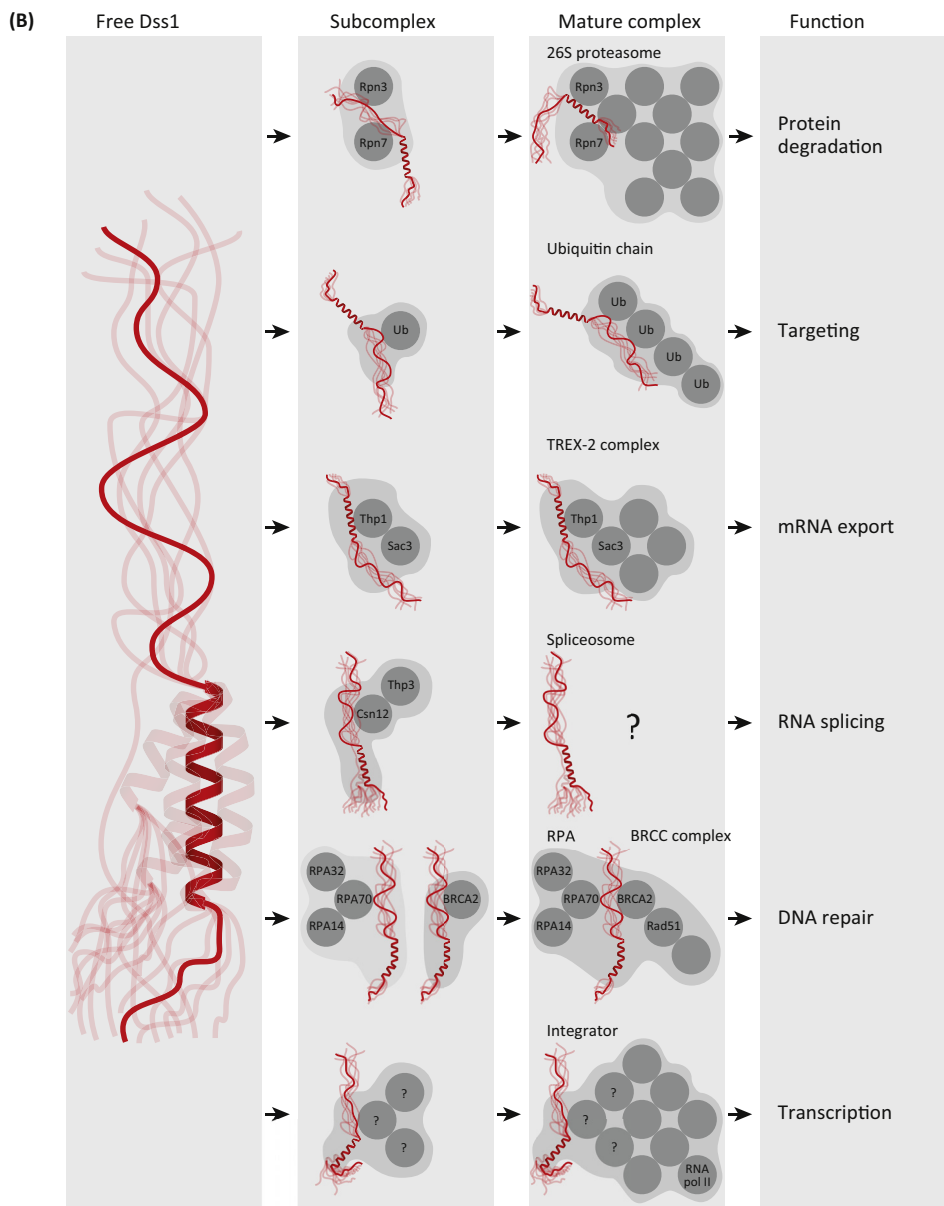 (B)
Free Dss1
Subcomplex
Mature complex
Function
26S proteasome
Rpn3
Rpn7
Rpn3
Rpn7
Protein
degradation
Ubiquitin chain
Ub
Ub
Ub
Ub
Ub
Targeting
TREX-2 complex
Thp1
Sac3
Thp1
Sac3
mRNA export
Spliceosome
Thp3
Csn12
?
RNA splicing
RPA
BRCC complex
RPA32
RPA70
RPA14
BRCA2
RPA32
RPA70
RPA14
BRCA2
Rad51
DNA repair
Integrator
?
?
?
?
?
?
RNA
pol II
Transcription